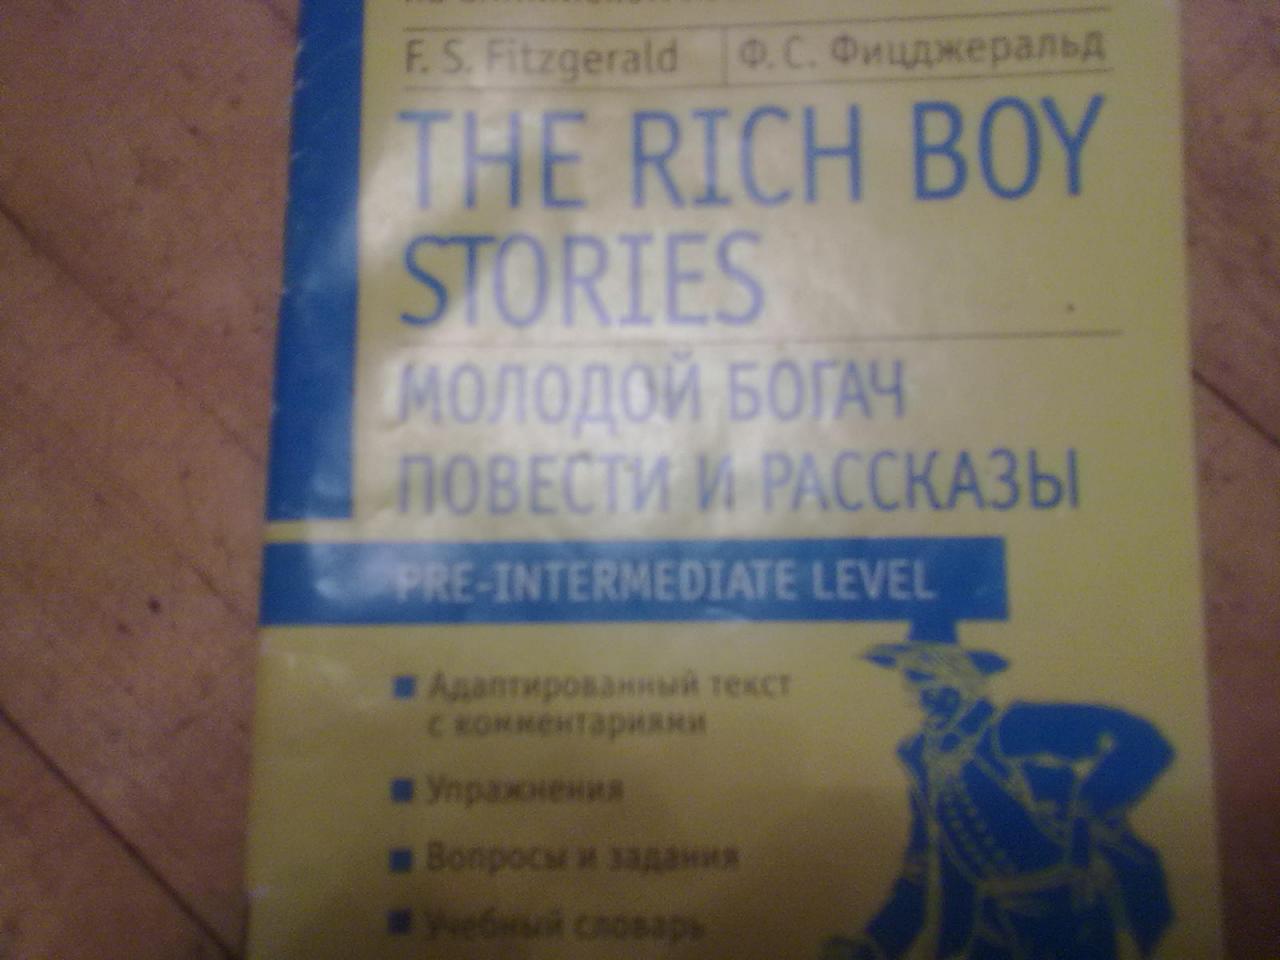 F. S. Fitzgerald
Ф. С. Фицджеральд
THE RICH BOY
STORIES
МОЛОДОЙ БОГАЧ
ПОВЕСТИ И РАССКАЗЫ
PRE-INTERMEDIATE LEVEL
Адаптированный текст
с комментариями
Упражнения
Вопросы и задания
Учебный словарь